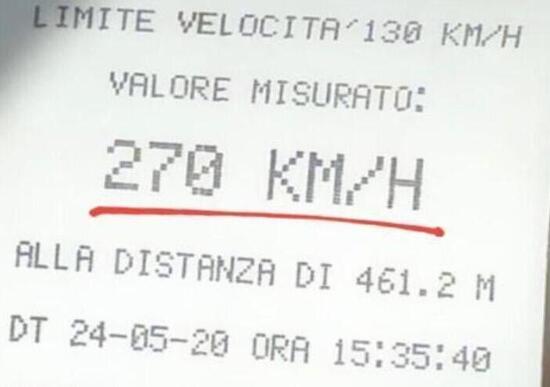 LIMITE VELOCITA'130 KM/H
VALORE MISURATO:
270 KM/H
ALLA DISTANZA DI 461.2 M
DT 24-05-20 ORA 15:35:40